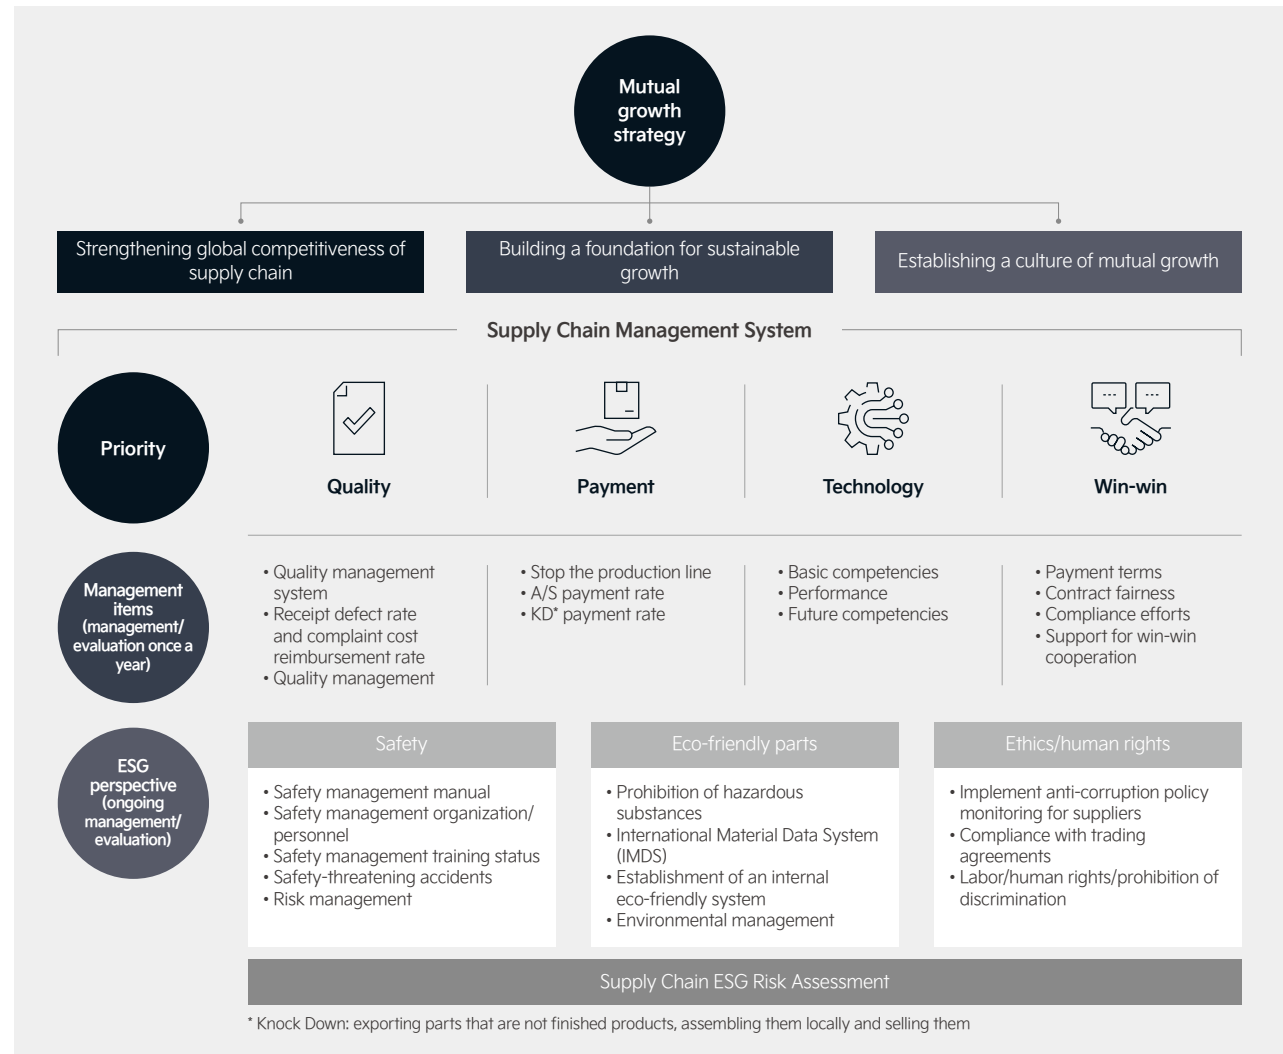 Mutual
growth
strategy
Strengthening global competitiveness of
supply chain
Building a foundation for sustainable
growth
Establishing a culture of mutual growth
Supply Chain Management System
Priority
Quality
Payment
Technology
Win-win
Management
items
(management/
evaluation once a
year)
• Quality management
system
• Receipt defect rate
and complaint cost
reimbursement rate
• Quality management
• Stop the production line
• A/S payment rate
• KD* payment rate
• Basic competencies
• Performance
• Future competencies
• Payment terms
• Contract fairness
• Compliance efforts
• Support for win-win
cooperation
ESG
perspective
(ongoing
management/
evaluation)
Safety
• Safety management manual
• Safety management organization/
personnel
• Safety management training status
• Safety-threatening accidents
• Risk management
Eco-friendly parts
• Prohibition of hazardous
substances
• International Material Data System
(IMDS)
• Establishment of an internal
eco-friendly system
• Environmental management
Ethics/human rights
• Implement anti-corruption policy
monitoring for suppliers
• Compliance with trading
agreements
• Labor/human rights/prohibition of
discrimination
Supply Chain ESG Risk Assessment
* Knock Down: exporting parts that are not finished products, assembling them locally and selling them